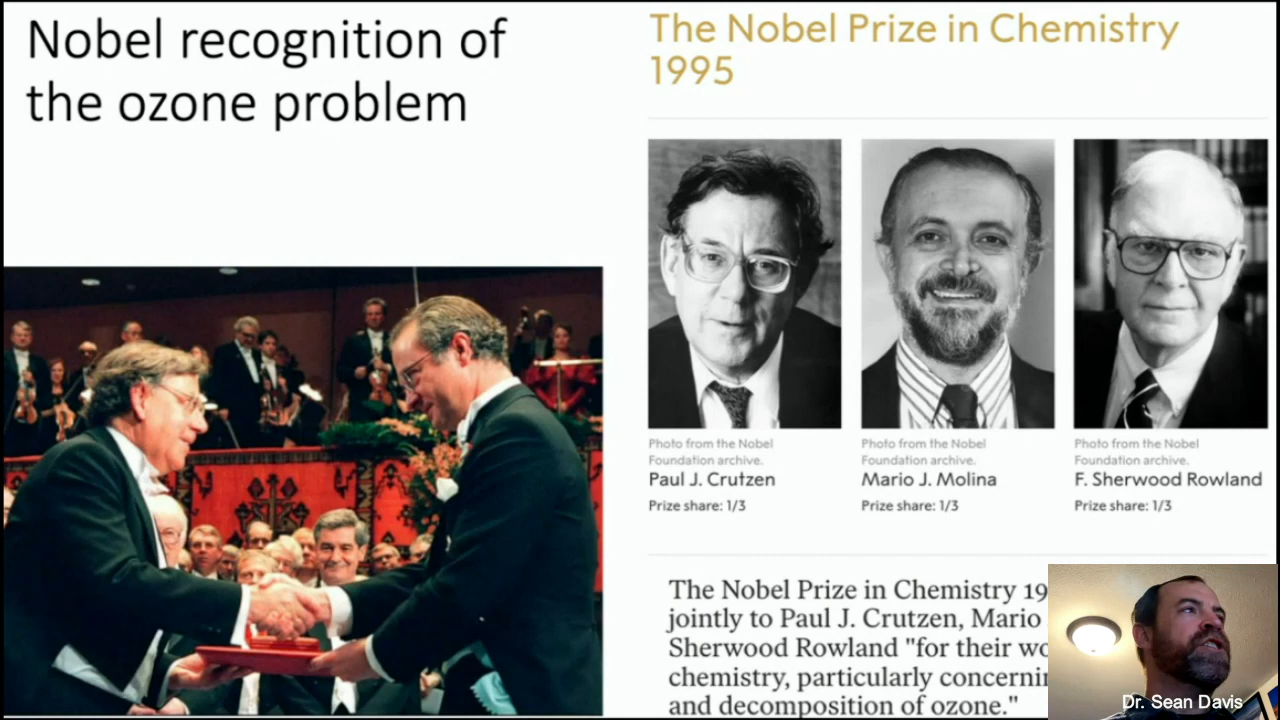 Nobel recognition of
the ozone problem
The Nobel Prize in Chemistry
1995
Photo from the Nobel
Foundation archive.
Paul J. Crutzen
Prize share: 1/3
Photo from the Nobel
Foundation archive.
Mario J. Molina
Prize share: 1/3
Photo from the Nobel
Foundation archive.
F. Sherwood Rowland
Prize share: 1/3
The Nobel Prize in Chemistry 19
jointly to Paul J. Crutzen, Mario
Sherwood Rowland "for their wo
chemistry, particularly concerni
and decomposition of ozone."
Dr. Sean Davis